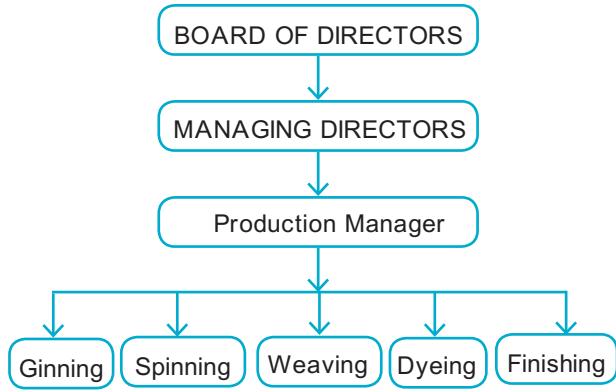 BOARD OF DIRECTORS
MANAGING DIRECTORS
Production Manager
Ginning
Spinning
Weaving
Dyeing
Finishing